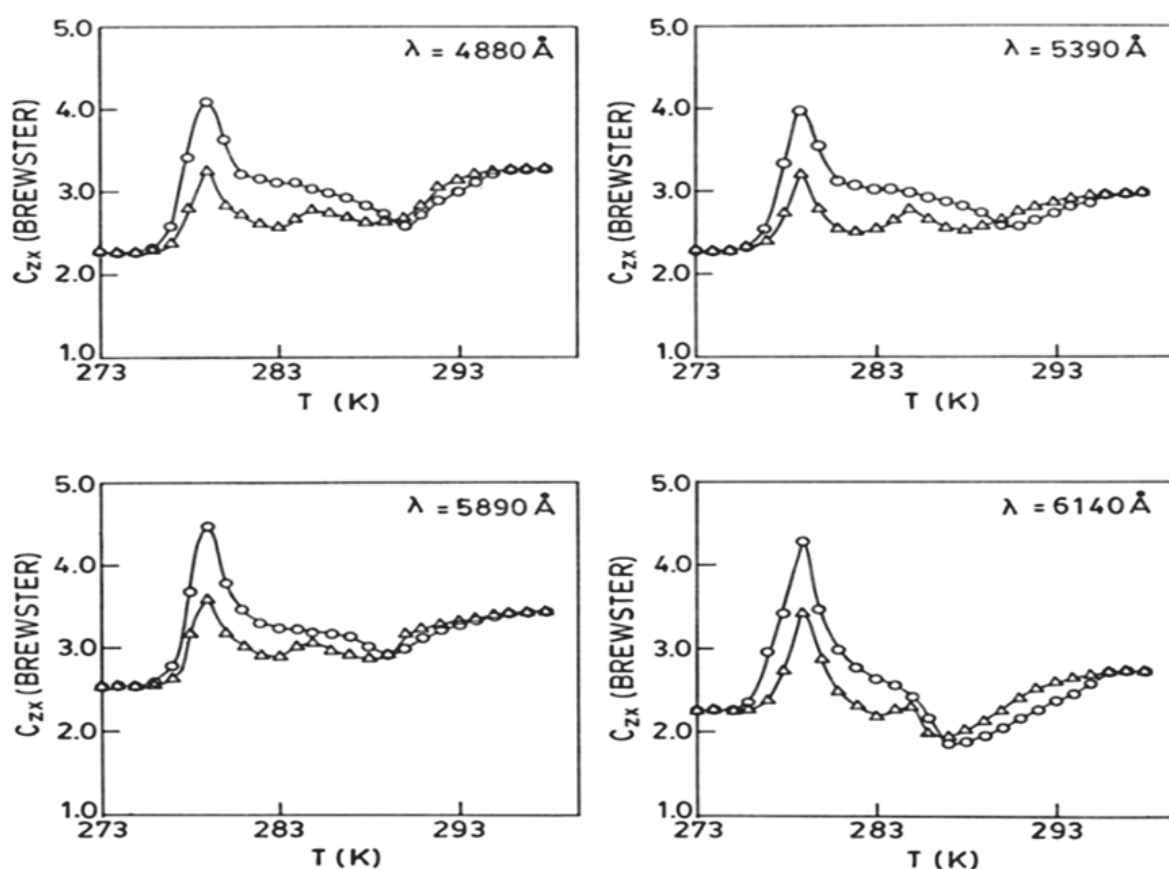 5.0
4.0
3.0
2.0
1.0
λ = 4880 Å
C_ZX (BREWSTER)
273 283 293
T (K)
5.0
4.0
3.0
2.0
1.0
λ = 5390 Å
C_ZX (BREWSTER)
273 283 293
T (K)
5.0
4.0
3.0
2.0
1.0
λ = 5890 Å
C_ZX (BREWSTER)
273 283 293
T (K)
5.0
4.0
3.0
2.0
1.0
λ = 6140 Å
C_ZX (BREWSTER)
273 283 293
T (K)